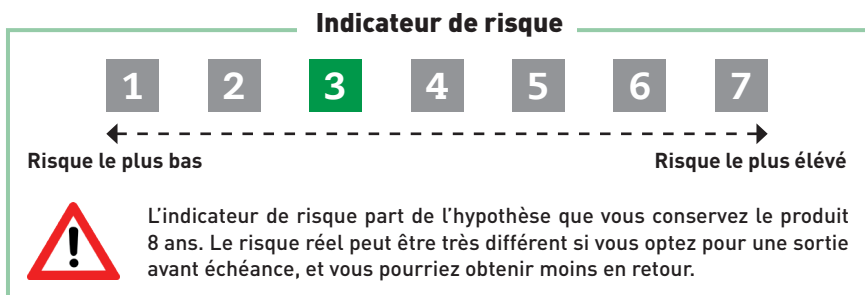 Indicateur de risque
1 2 3 4 5 6 7
Risque le plus bas Risque le plus élévé
L'indicateur de risque part de l'hypothèse que vous conservez le produit
8 ans. Le risque réel peut être très différent si vous optez pour une sortie
avant échéance, et vous pourriez obtenir moins en retour.